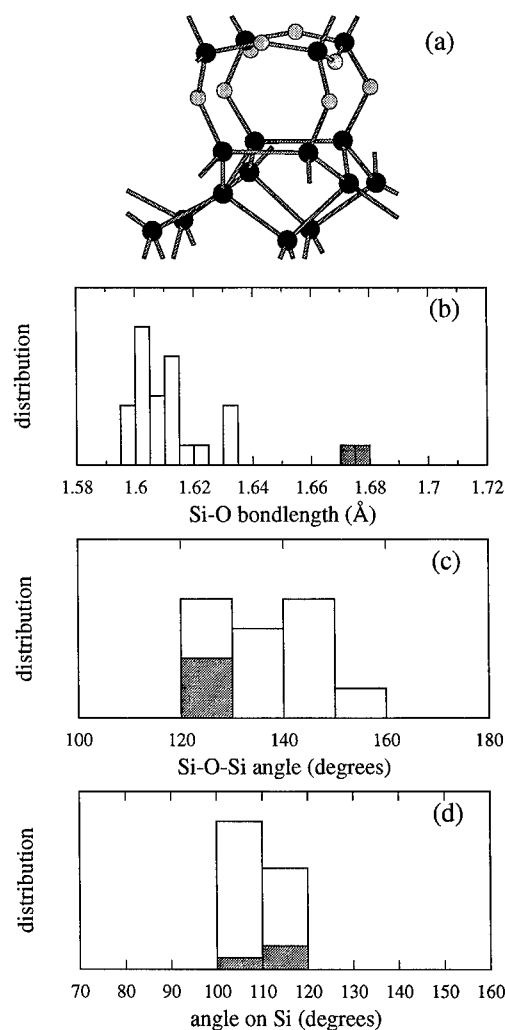 (a)
(b)
distribution
1.58 1.6 1.62 1.64 1.66 1.68 1.7 1.72
Si-O bondlength (Å)
(c)
distribution
100 120 140 160 180
Si-O-Si angle (degrees)
(d)
distribution
70 80 90 100 110 120 130 140 150 160
angle on Si (degrees)